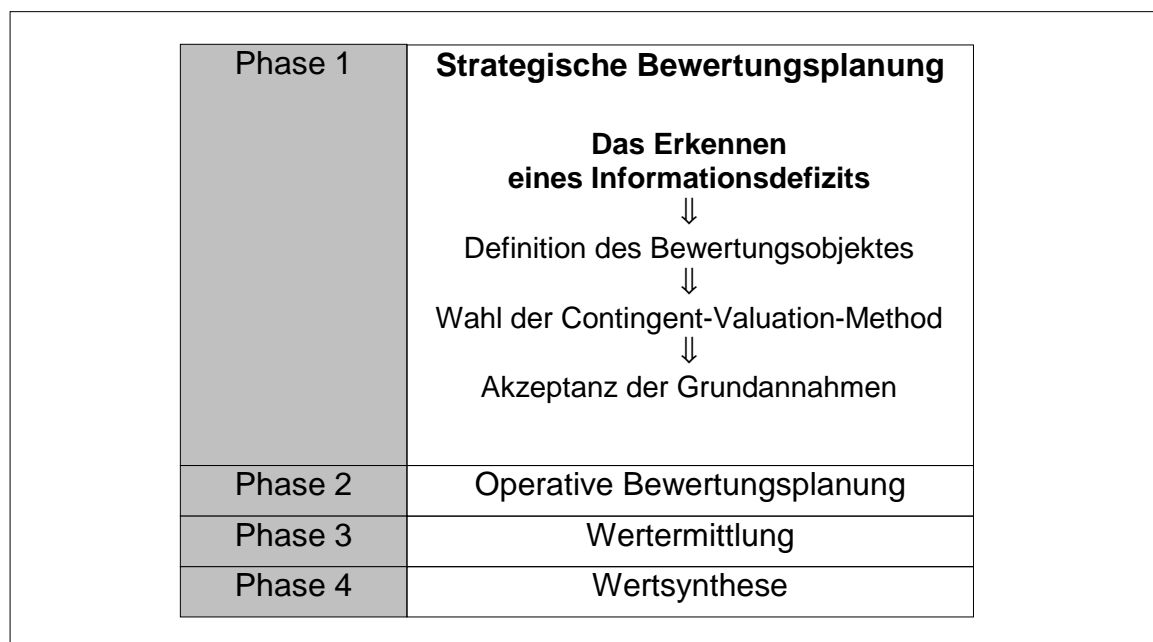 Phase 1 Strategische Bewertungsplanung
Das Erkennen
eines Informationsdefizits
⇓
Definition des Bewertungsobjektes
⇓
Wahl der Contingent-Valuation-Method
⇓
Akzeptanz der Grundannahmen
Phase 2 Operative Bewertungsplanung
Phase 3 Wertermittlung
Phase 4 Wertsynthese